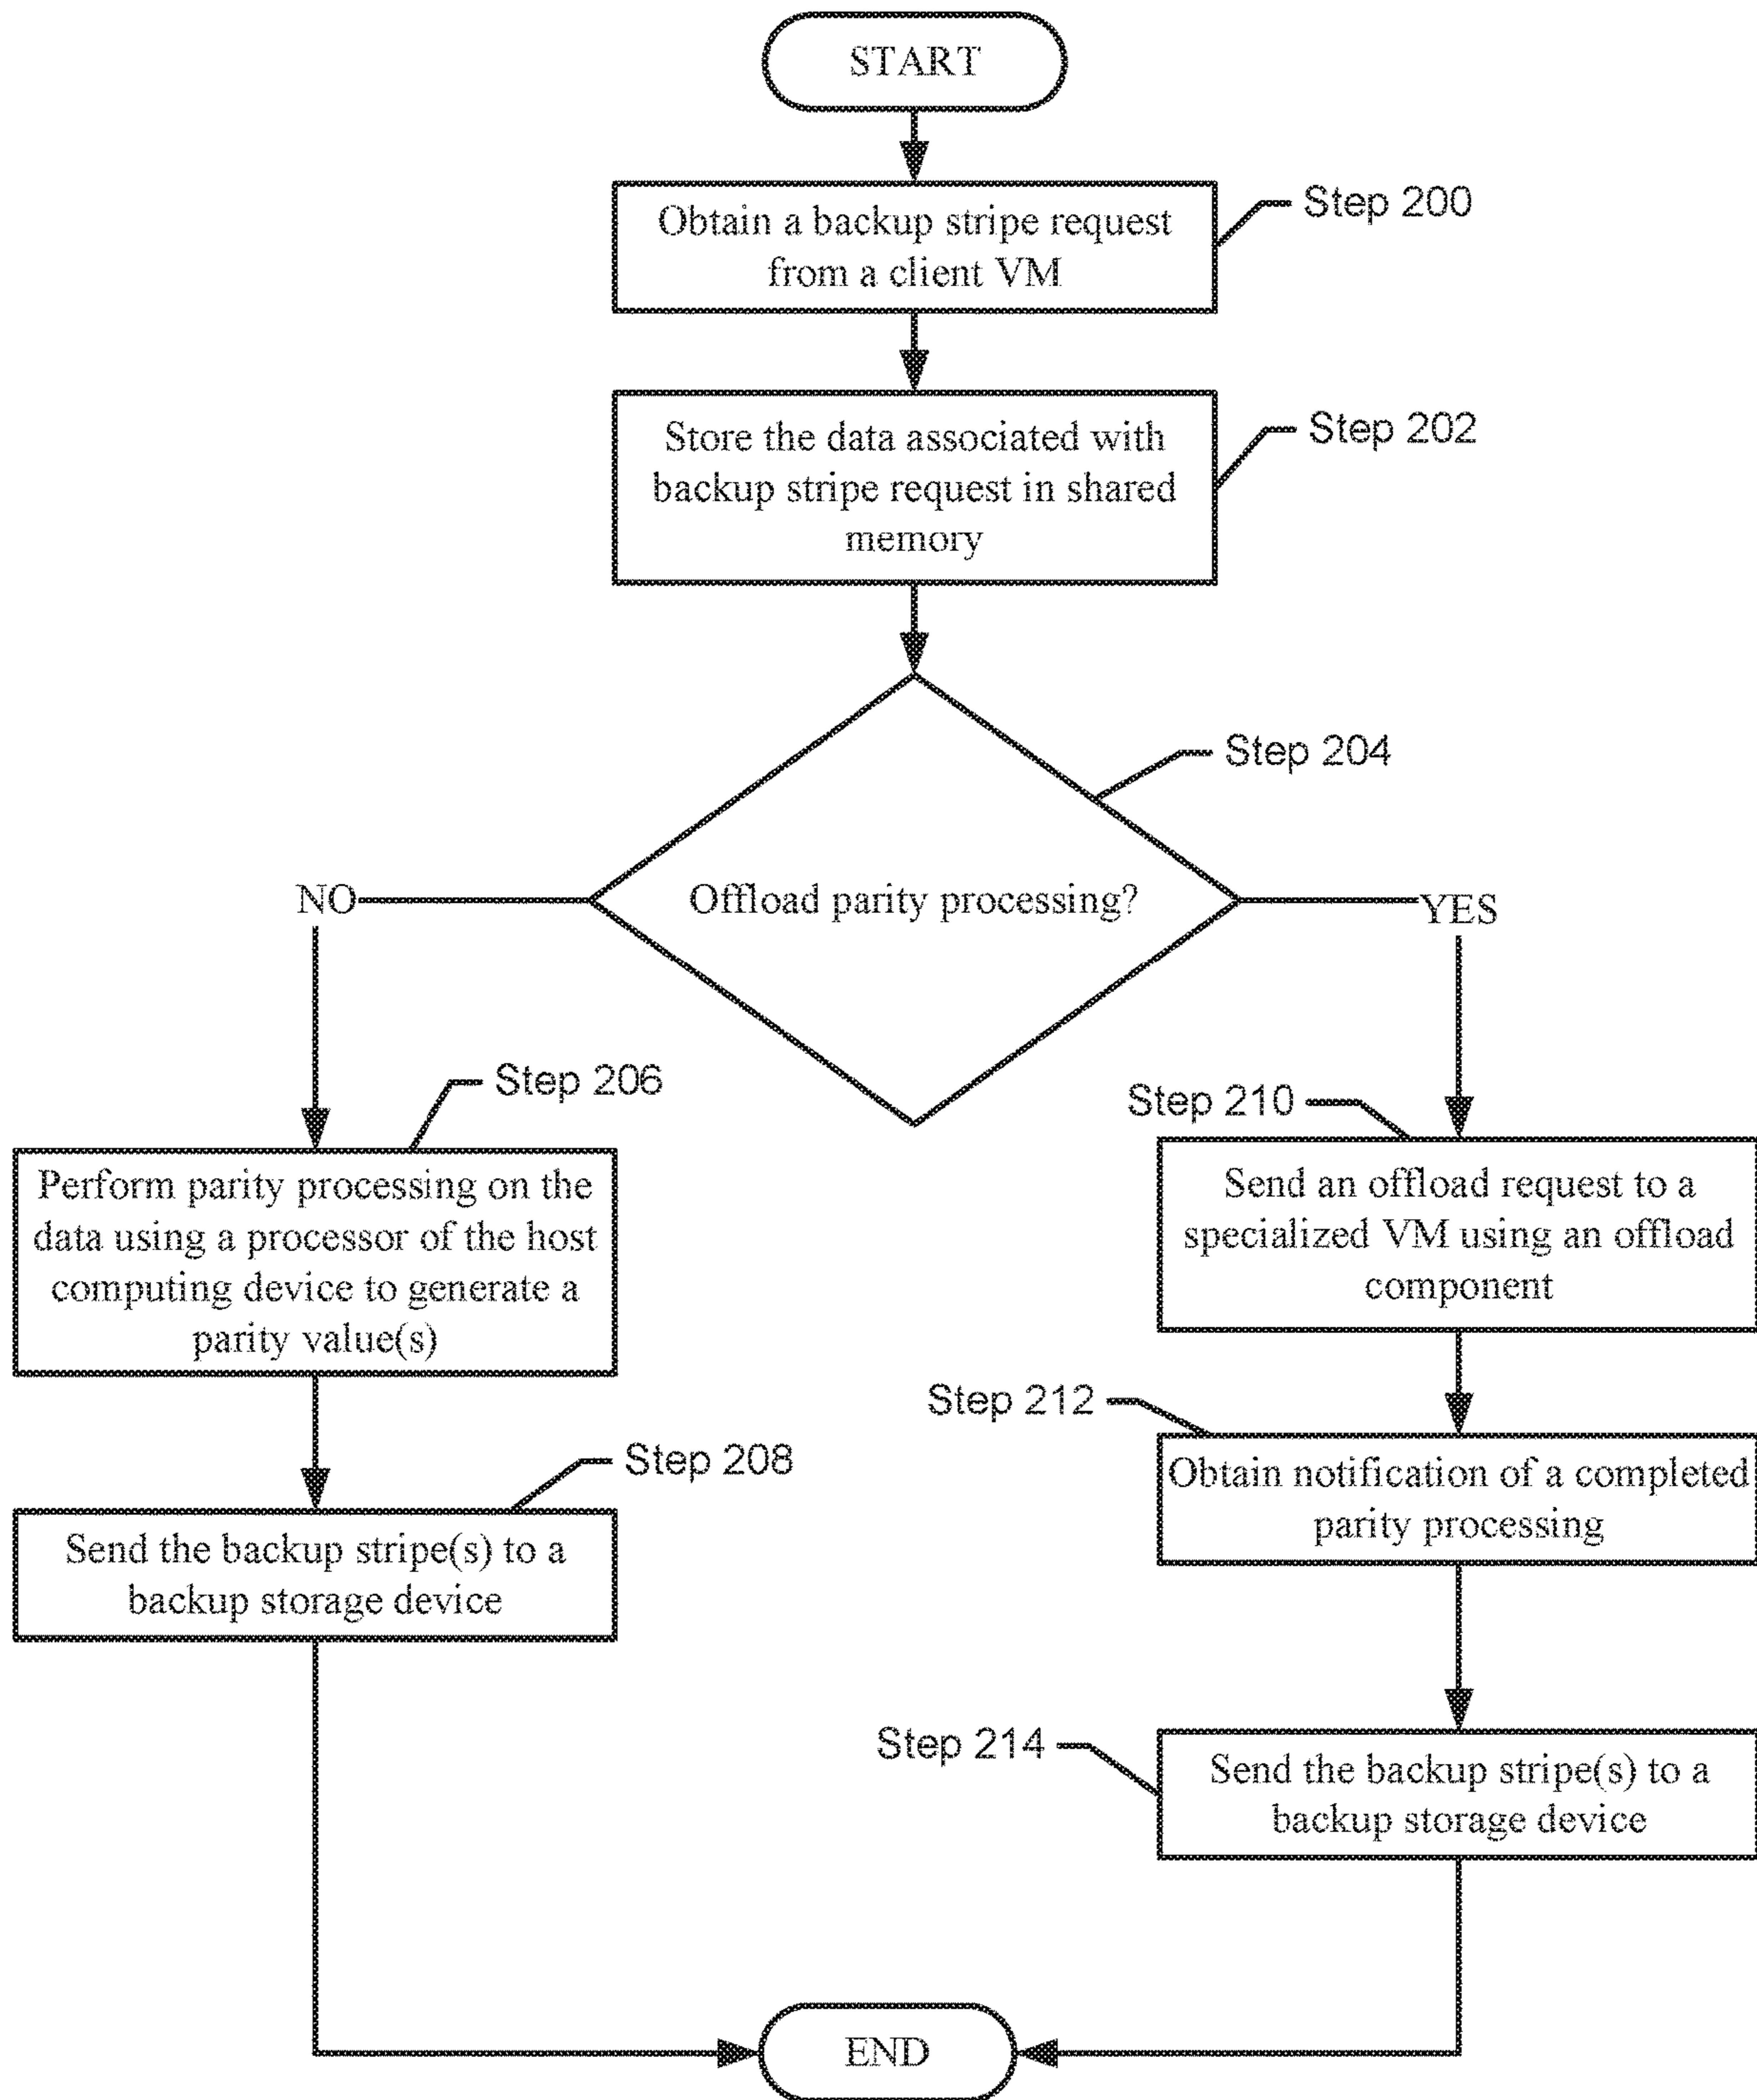 START
Obtain a backup stripe request
from a client VM
Step 200
Store the data associated with
backup stripe request in shared
memory
Step 202
Step 204
Offload parity processing?
NO
YES
Step 206
Perform parity processing on the
data using a processor of the host
computing device to generate a
parity value(s)
Step 208
Send the backup stripe(s) to a
backup storage device
Step 210
Send an offload request to a
specialized VM using an offload
component
Step 212
Obtain notification of a completed
parity processing
Step 214
Send the backup stripe(s) to a
backup storage device
END